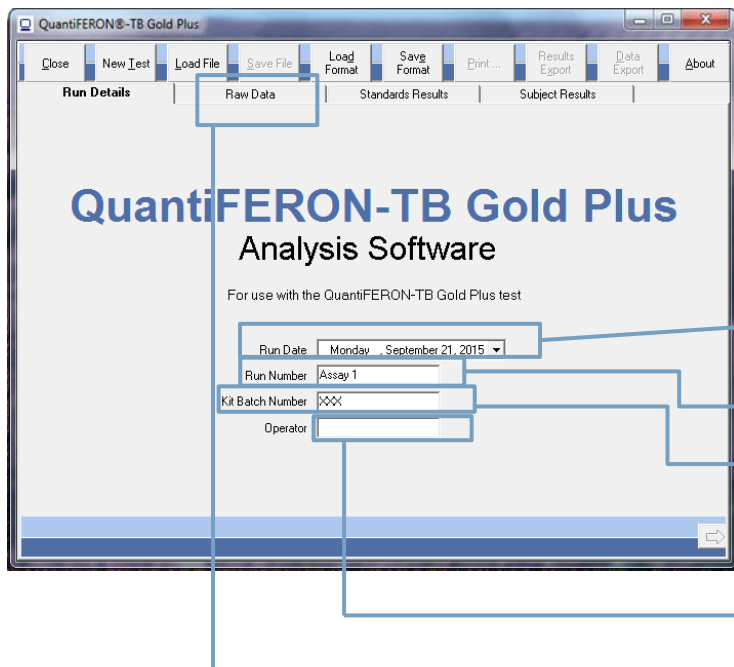 QuantiFERON®-TB Gold Plus
Close New Test Load File Save File Load Format Save Format Print ... Results Export Data Export About
Run Details Raw Data Standards Results Subject Results
QuantiFERON-TB Gold Plus
Analysis Software
For use with the QuantiFERON-TB Gold Plus test
Run Date Monday , September 21, 2015
Run Number Assay 1
Kit Batch Number XXX
Operator